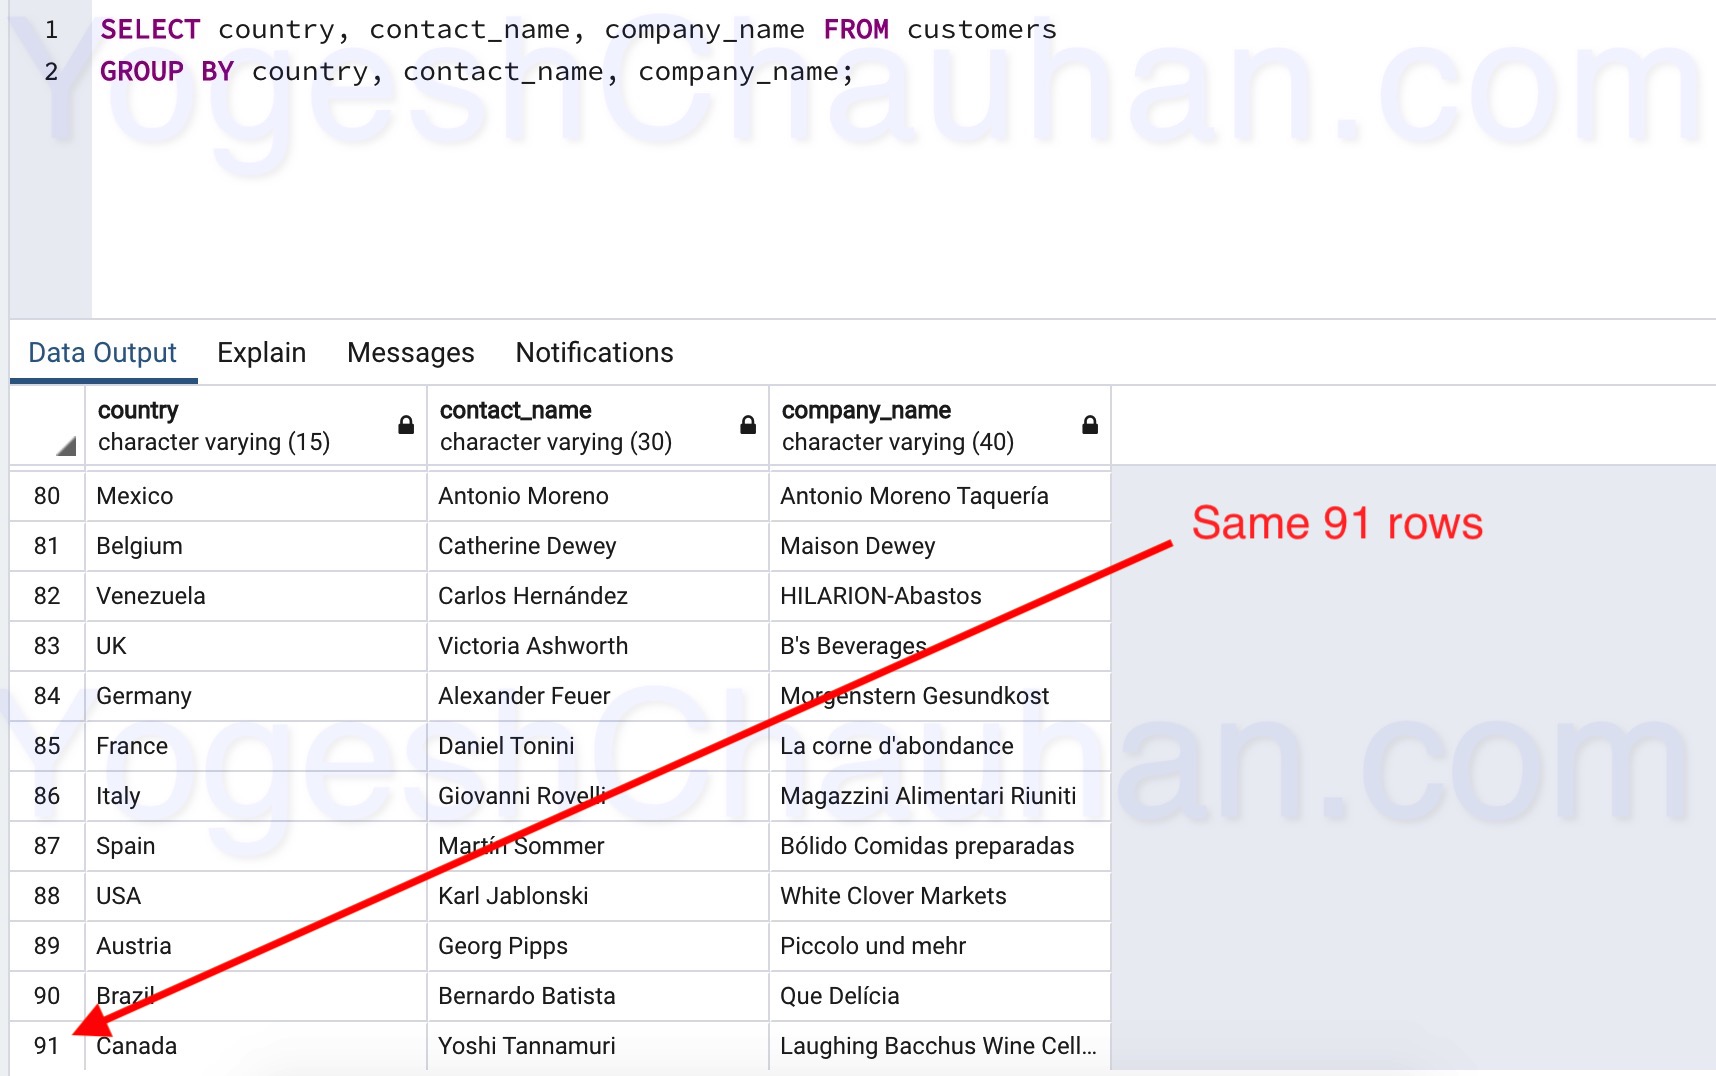 1 SELECT country, contact_name, company_name FROM customers
2 GROUP BY country, contact_name, company_name;
YogeshChauhan.com
Data Output Explain Messages Notifications
country contact_name company_name
character varying (15) character varying (30) character varying (40)
80 Mexico Antonio Moreno Antonio Moreno Taquería
Same 91 rows
81 Belgium Catherine Dewey Maison Dewey
82 Venezuela Carlos Hernández HILARION-Abastos
83 UK Victoria Ashworth B's Beverages
84 Germany Alexander Feuer Morgenstern Gesundkost
85 France Daniel Tonini La corne d'abondance
YogeshChauhan.com
86 Italy Giovanni Rovelli Magazzini Alimentari Riuniti
87 Spain Martín Sommer Bólido Comidas preparadas
88 USA Karl Jablonski White Clover Markets
89 Austria Georg Pipps Piccolo und mehr
90 Brazil Bernardo Batista Que Delícia
91 Canada Yoshi Tannamuri Laughing Bacchus Wine Cell...